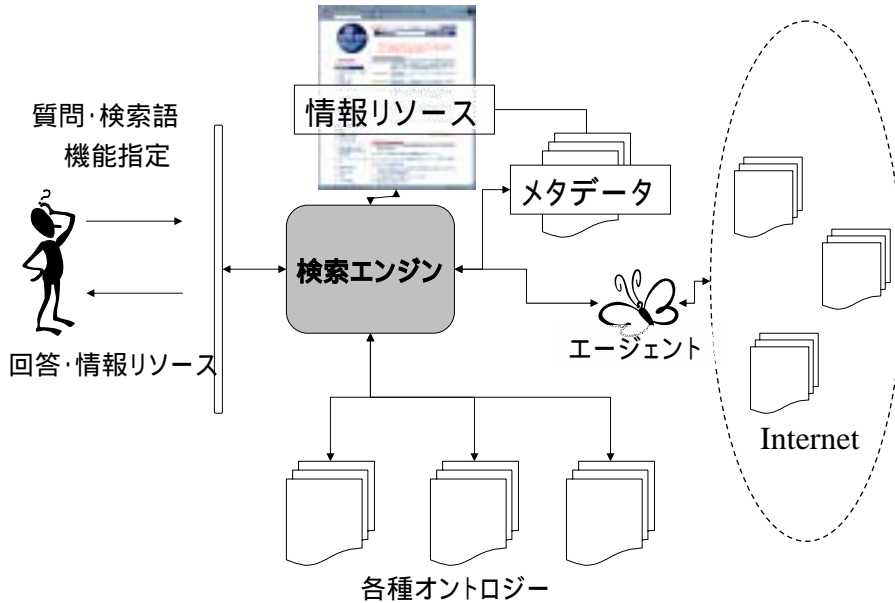 情報リソース
質問・検索語
機能指定
メタデータ
検索エンジン
エージェント
回答・情報リソース
Internet
各種オントロジー